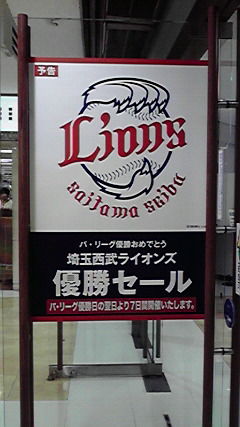 予告
Lions
saitama seibu
パ・リーグ優勝おめでとう
埼玉西武ライオンズ
優勝セール
パ・リーグ優勝日の翌日より7日間開催いたします。